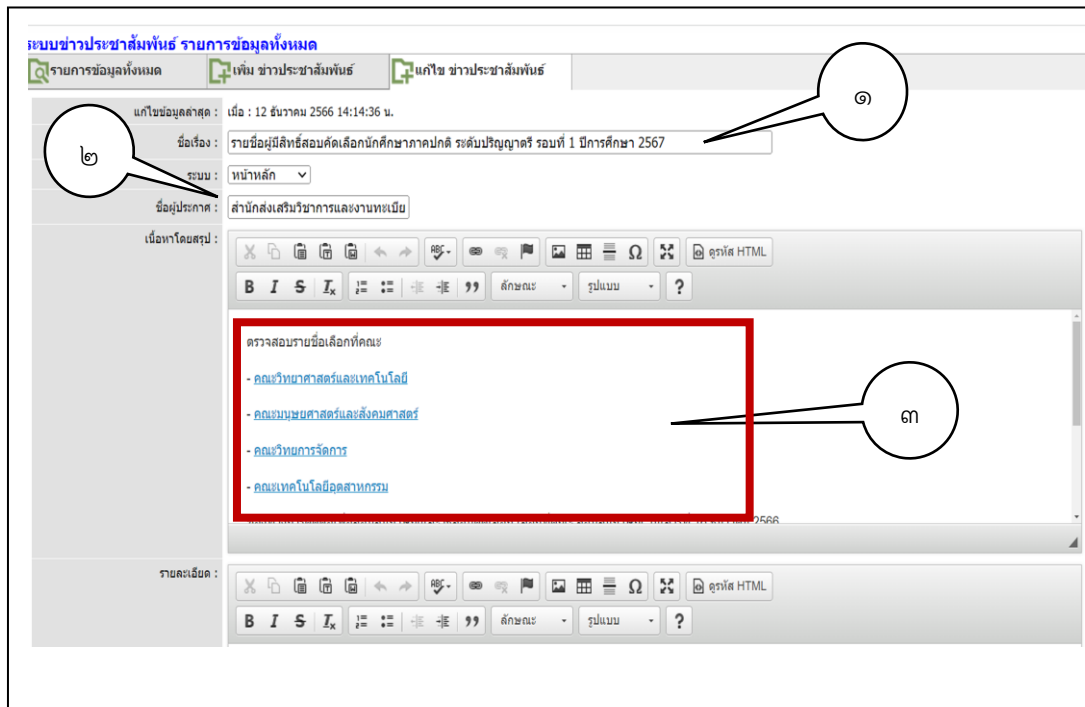 ระบบข่าวประชาสัมพันธ์ รายการข้อมูลทั้งหมด
รายการข้อมูลทั้งหมด เพิ่ม ข่าวประชาสัมพันธ์ แก้ไข ข่าวประชาสัมพันธ์
๑
แก้ไขข้อมูลล่าสุด : เมื่อ : 12 ธันวาคม 2566 14:14:36 น.
ชื่อเรื่อง : รายชื่อผู้มีสิทธิ์สอบคัดเลือกนักศึกษาภาคปกติ ระดับปริญญาตรี รอบที่ 1 ปีการศึกษา 2567
๒
ระบบ : หน้าหลัก
ชื่อผู้ประกาศ : สำนักส่งเสริมวิชาการและงานทะเบีย
เนื้อหาโดยสรุป :
ดูรหัส HTML
B I S Ix ลักษณะ รูปแบบ ?
ตรวจสอบรายชื่อเลือกที่คณะ
- คณะวิทยาศาสตร์และเทคโนโลยี
- คณะมนุษยศาสตร์และสังคมศาสตร์
๓
- คณะวิทยการจัดการ
- คณะเทคโนโลยีอุตสาหกรรม
2566
รายละเอียด :
ดูรหัส HTML
B I S Ix ลักษณะ รูปแบบ ?